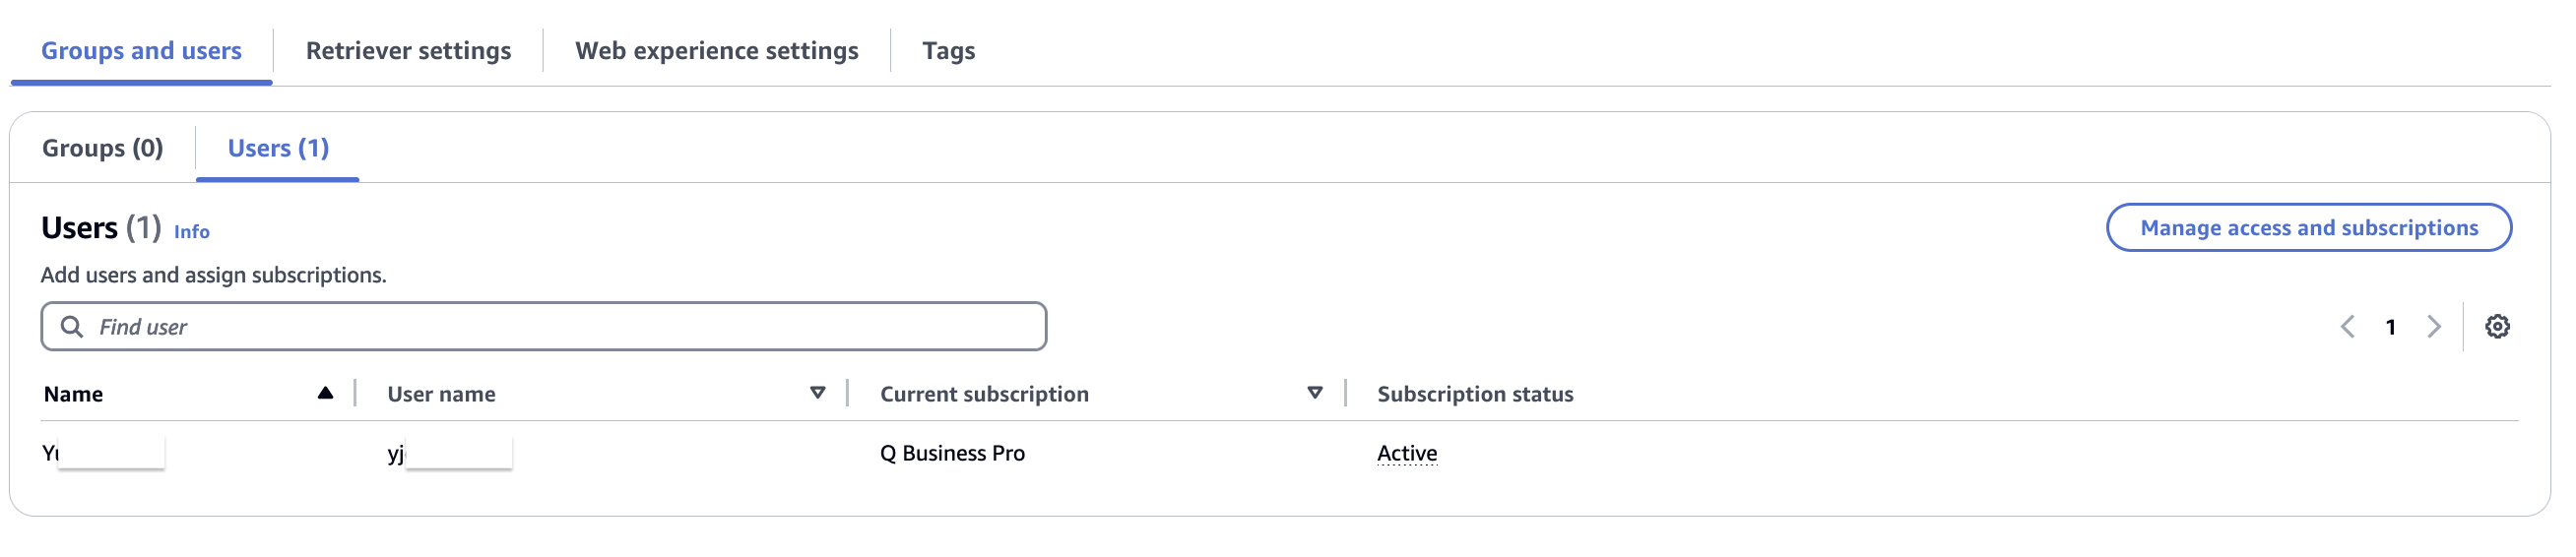 Groups and users Retriever settings Web experience settings Tags
Groups (0) Users (1)
Users (1) Info
Manage access and subscriptions
Add users and assign subscriptions.
Find user
1
Name User name Current subscription Subscription status
Yu yj Q Business Pro Active